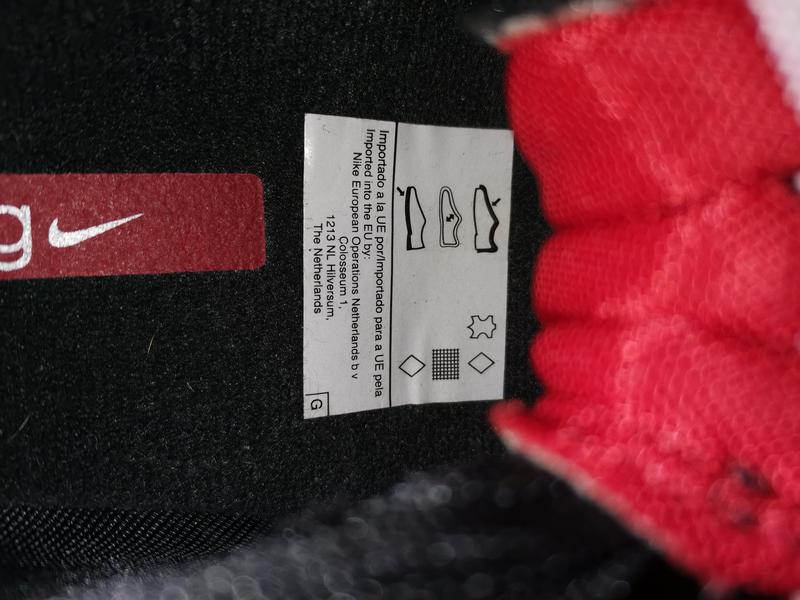 Importado a la UE por/Importado para a UE pela
Imported into the EU by:
Nike European Operations Netherlands b v
Colosseum 1,
1213 NL Hilversum,
The Netherlands
G
g